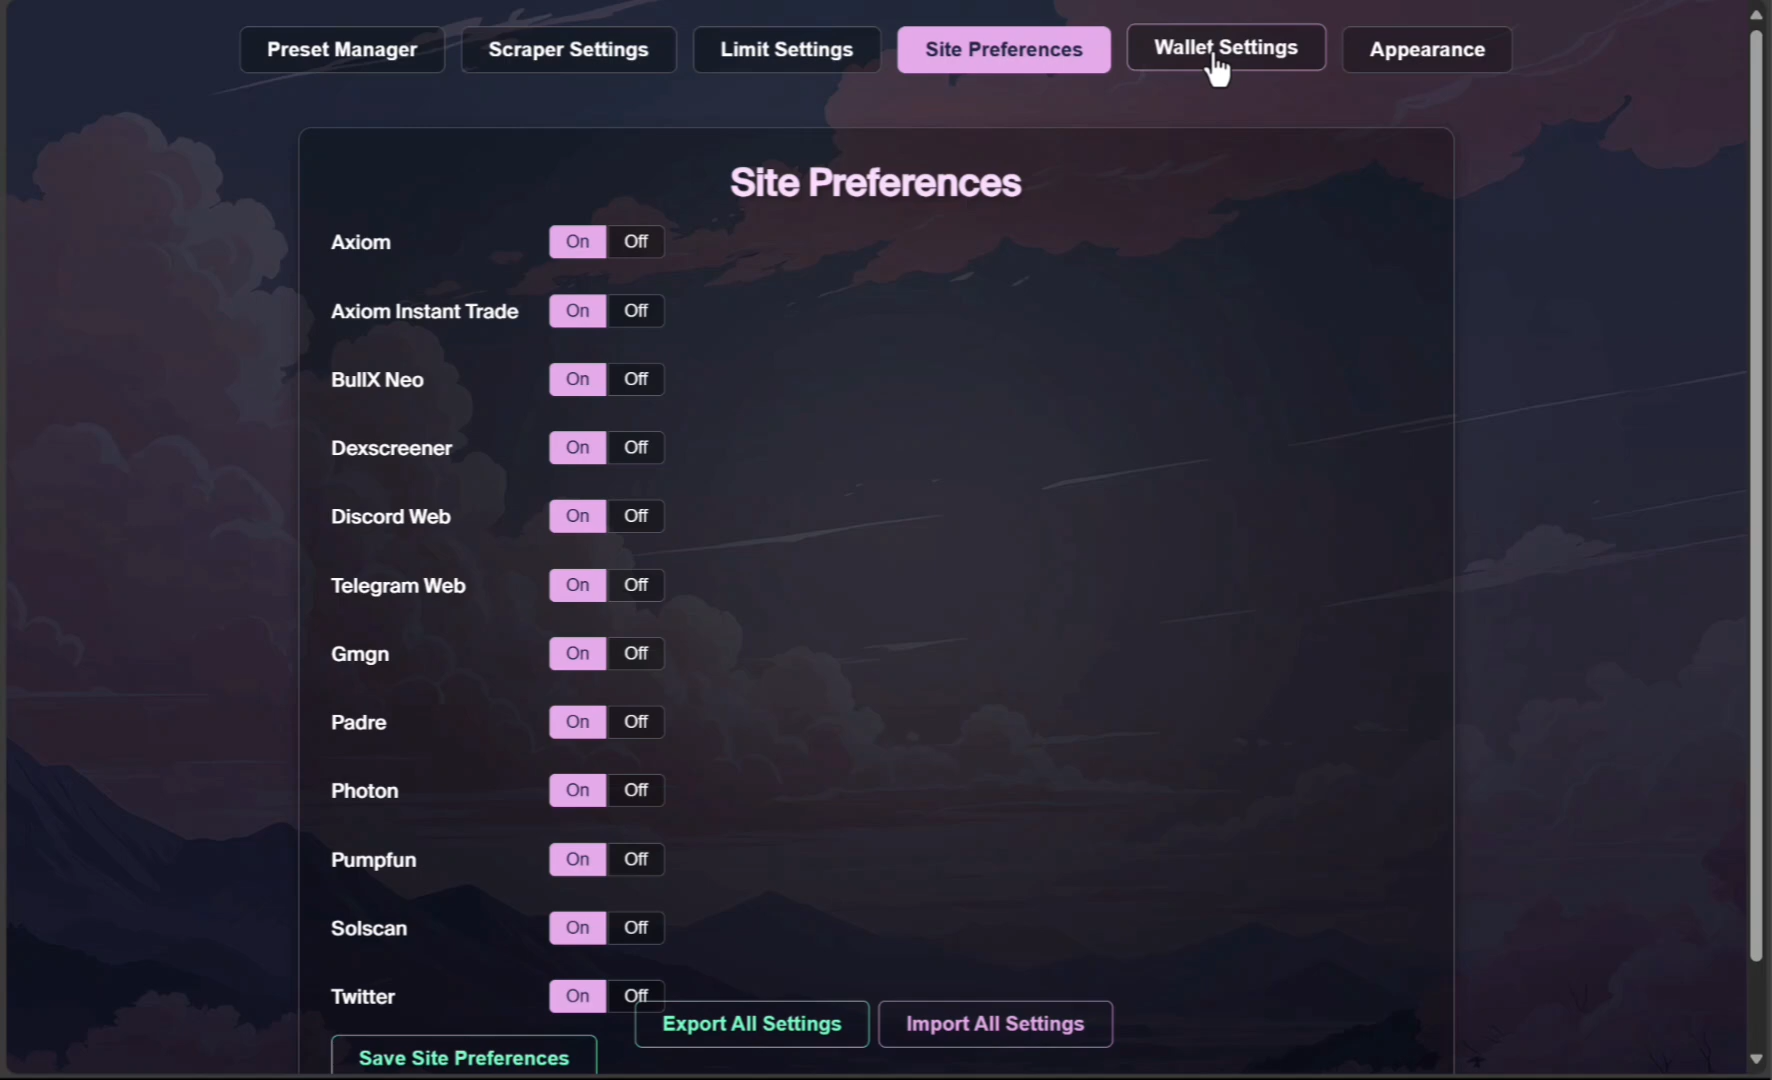 Preset Manager Scraper Settings Limit Settings Site Preferences Wallet Settings Appearance
Site Preferences
Axiom On Off
Axiom Instant Trade On Off
BullX Neo On Off
Dexscreener On Off
Discord Web On Off
Telegram Web On Off
Gmgn On Off
Padre On Off
Photon On Off
Pumpfun On Off
Solscan On Off
Twitter On Off
Export All Settings Import All Settings
Save Site Preferences